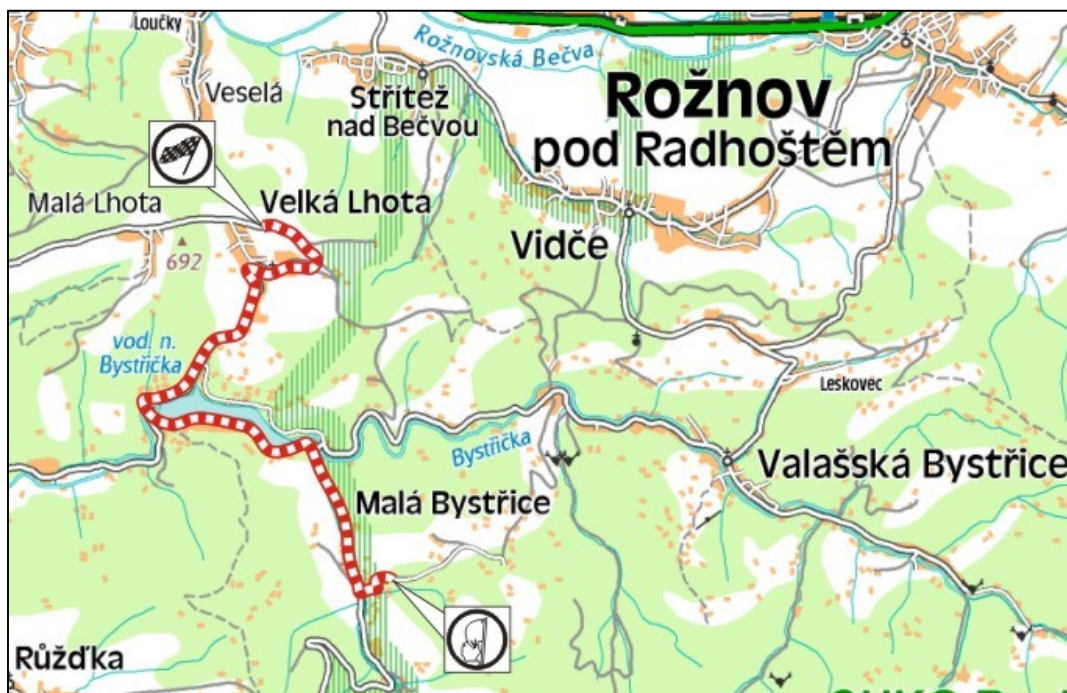 Loučky
Rožnovská Bečva
Veselá
Střítež
nad Bečvou
Rožnov
pod Radhoštěm
Malá Lhota
Velká Lhota
Vidče
692
vod. n.
Bystřička
Leskovec
Bystřička
Valašská Bystřice
Malá Bystřice
Růžďka